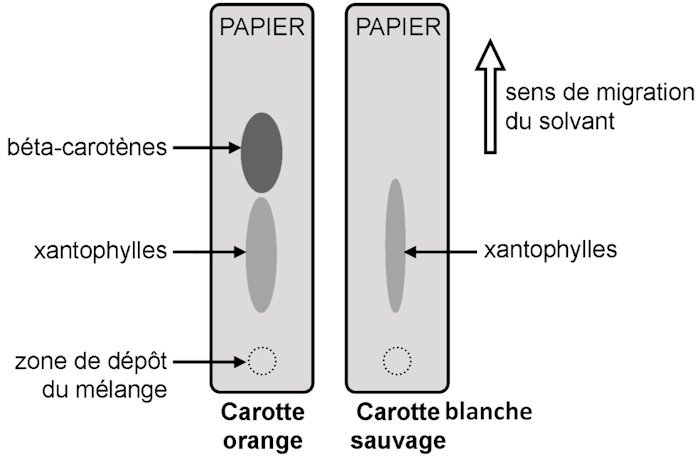 PAPIER
PAPIER
sens de migration
du solvant
béta-carotènes
xantophylles
xantophylles
zone de dépôt
du mélange
Carotte
orange
Carotte blanche
sauvage